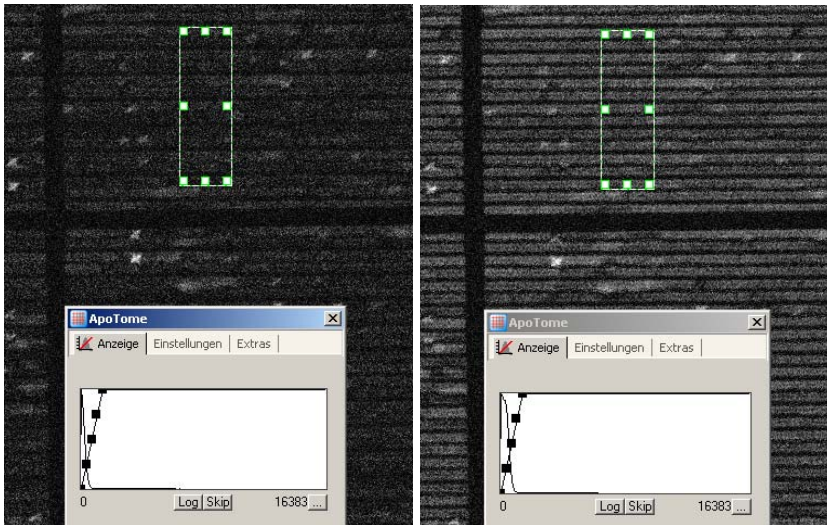 ApoTome
Anzeige Einstellungen Extras
0 Log Skip 16383 ...
ApoTome
Anzeige Einstellungen Extras
0 Log Skip 16383 ...